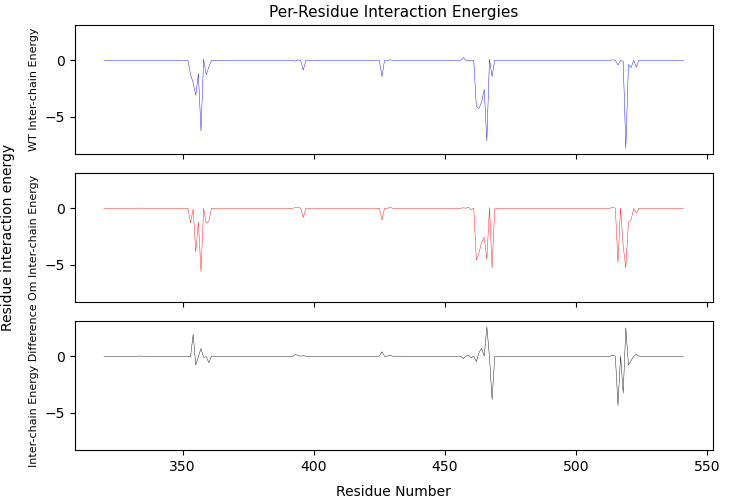 Per-Residue Interaction Energies
Residue interaction energy
WT Inter-chain Energy
0
−5
Om Inter-chain Energy
0
−5
Inter-chain Energy Difference
0
−5
350
400
450
500
550
Residue Number